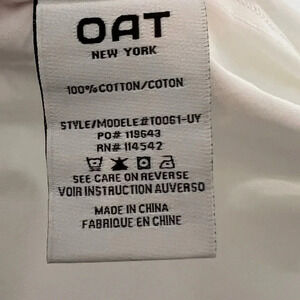 OAT
NEW YORK
100% COTTON/COTON
STYLE/MODELE#T0061-UY
PO# 119643
RN# 114542
SEE CARE ON REVERSE
VOIR INSTRUCTION AUVERSO
MADE IN CHINA
FABRIQUE EN CHINE